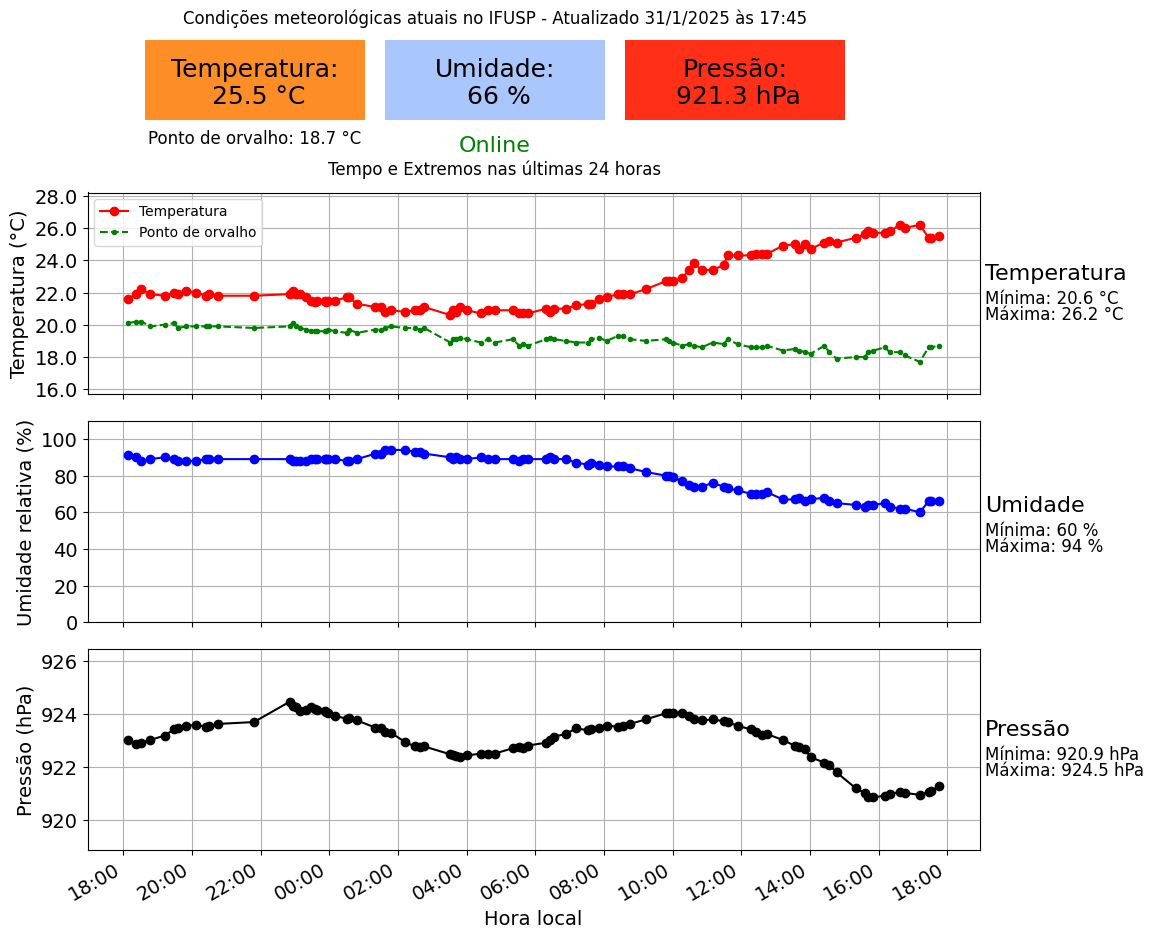 Condições meteorológicas atuais no IFUSP - Atualizado 31/1/2025 às 17:45
Temperatura:
25.5 °C
Umidade:
66 %
Pressão:
921.3 hPa
Ponto de orvalho: 18.7 °C
Online
Tempo e Extremos nas últimas 24 horas
Temperatura (°C)
28.0
26.0
24.0
22.0
20.0
18.0
16.0
Temperatura
Ponto de orvalho
Temperatura
Mínima: 20.6 °C
Máxima: 26.2 °C
Umidade relativa (%)
100
80
60
40
20
0
Umidade
Mínima: 60 %
Máxima: 94 %
Pressão (hPa)
926
924
922
920
Pressão
Mínima: 920.9 hPa
Máxima: 924.5 hPa
18:00
20:00
22:00
00:00
02:00
04:00
06:00
08:00
10:00
12:00
14:00
16:00
18:00
Hora local